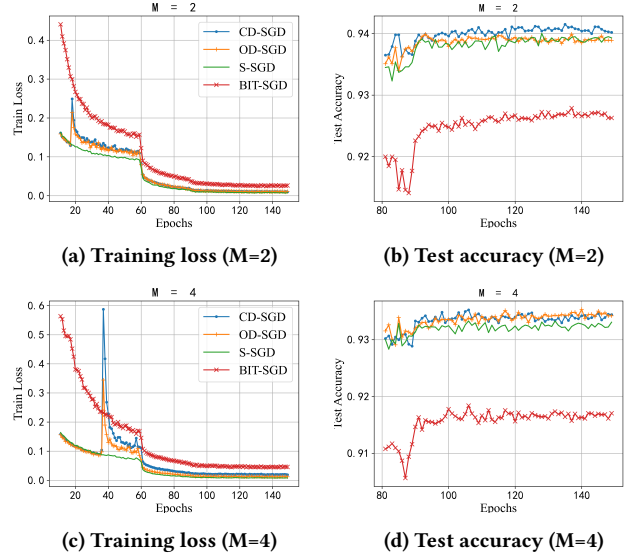 M = 2
0.4
0.3
0.2
0.1
0.0
Train Loss
CD-SGD
OD-SGD
S-SGD
BIT-SGD
20 40 60 80 100 120 140
Epochs
(a) Training loss (M=2)
M = 2
0.94
0.93
0.92
Test Accuracy
80 100 120 140
Epochs
(b) Test accuracy (M=2)
M = 4
0.6
0.5
0.4
0.3
0.2
0.1
0.0
Train Loss
CD-SGD
OD-SGD
S-SGD
BIT-SGD
20 40 60 80 100 120 140
Epochs
(c) Training loss (M=4)
M = 4
0.93
0.92
0.91
Test Accuracy
80 100 120 140
Epochs
(d) Test accuracy (M=4)